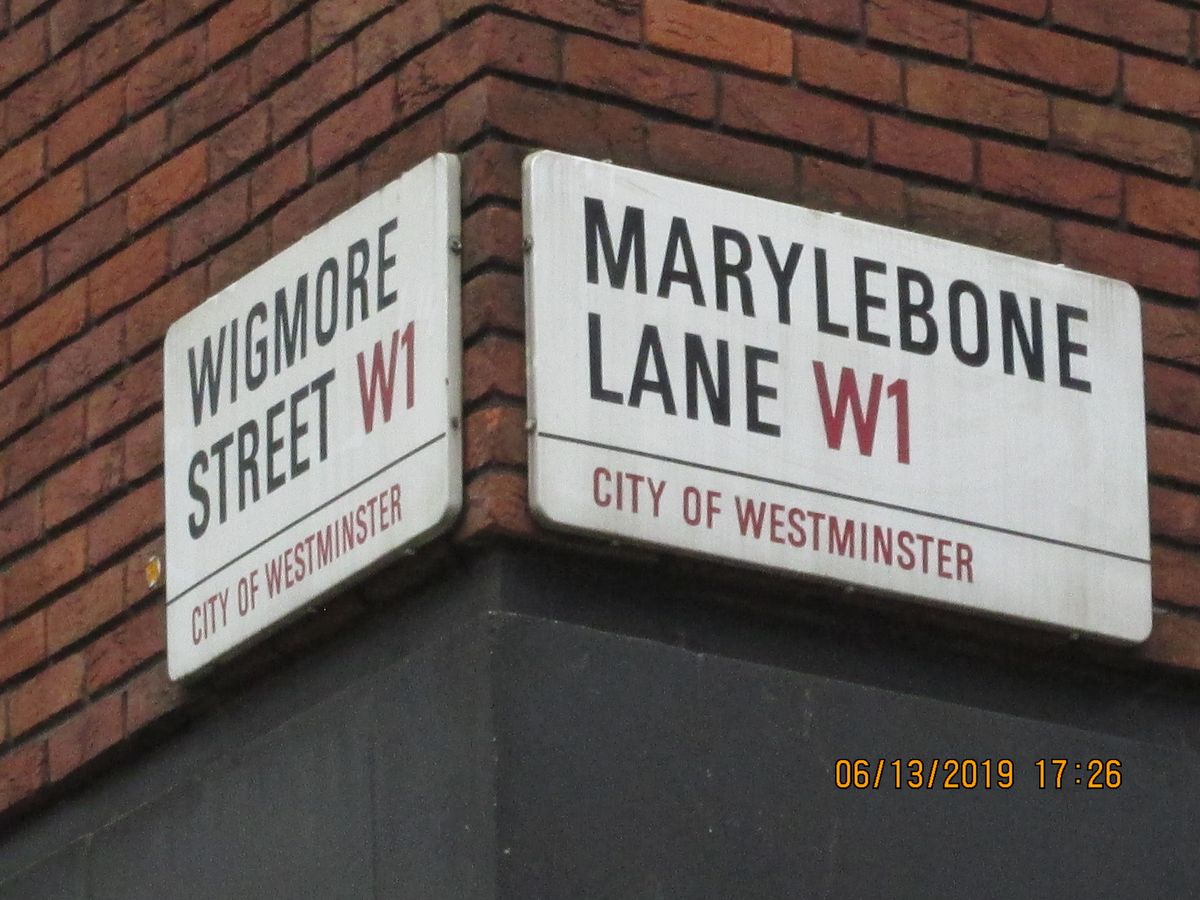 WIGMORE
STREET W1
CITY OF WESTMINSTER
MARYLEBONE
LANE W1
CITY OF WESTMINSTER
06/13/2019 17:26